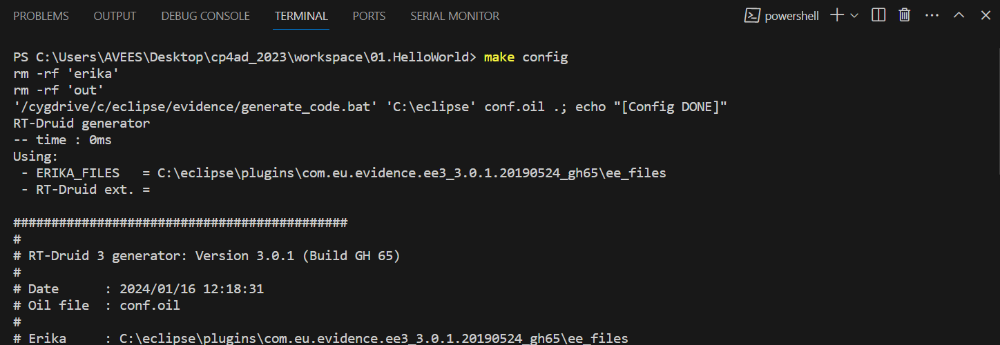 PROBLEMS OUTPUT DEBUG CONSOLE TERMINAL PORTS SERIAL MONITOR powershell
PS C:\Users\AVEES\Desktop\cp4ad_2023\workspace\01.HelloWorld> make config
rm -rf 'erika'
rm -rf 'out'
'/cygdrive/c/eclipse/evidence/generate_code.bat' 'C:\eclipse' conf.oil .; echo "[Config DONE]"
RT-Druid generator
-- time : 0ms
Using:
 - ERIKA_FILES   = C:\eclipse\plugins\com.eu.evidence.ee3_3.0.1.20190524_gh65\ee_files
 - RT-Druid ext. =
############################################
#
# RT-Druid 3 generator: Version 3.0.1 (Build GH 65)
#
# Date      : 2024/01/16 12:18:31
# Oil file  : conf.oil
#
# Erika     : C:\eclipse\plugins\com.eu.evidence.ee3_3.0.1.20190524_gh65\ee_files